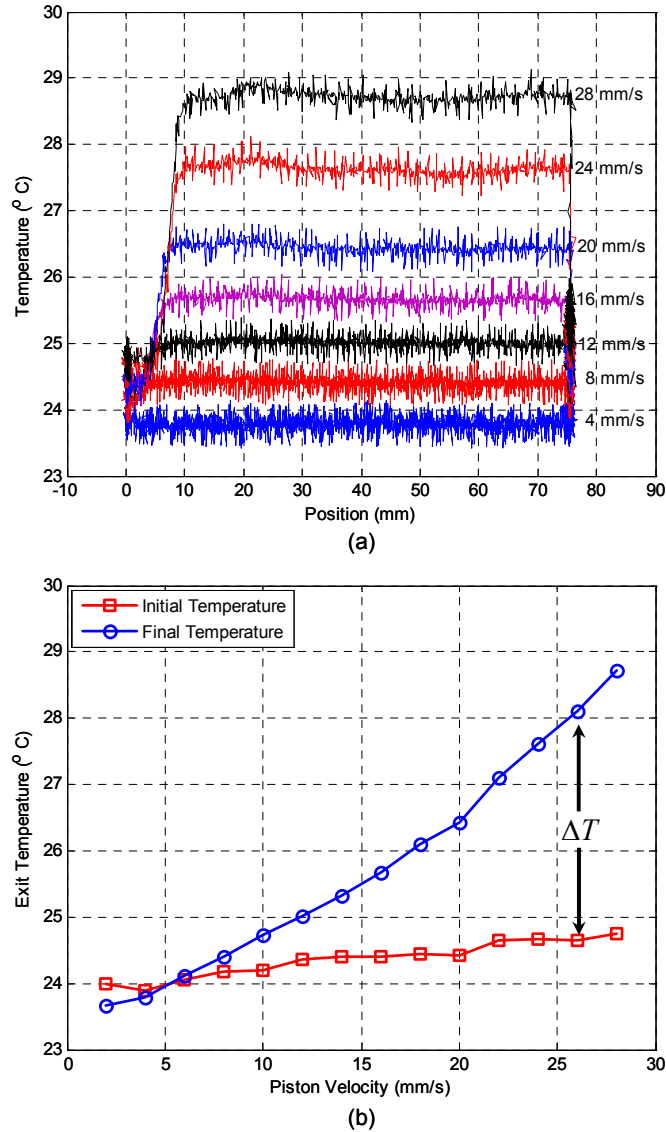 30
29
28
27
26
25
24
23
Temperature (⁰ C)
28 mm/s
24 mm/s
20 mm/s
16 mm/s
12 mm/s
8 mm/s
4 mm/s
-10 0 10 20 30 40 50 60 70 80 90
Position (mm)
(a)
30
29
28
27
26
25
24
23
Exit Temperature (⁰ C)
Initial Temperature
Final Temperature
ΔT
0 5 10 15 20 25 30
Piston Velocity (mm/s)
(b)